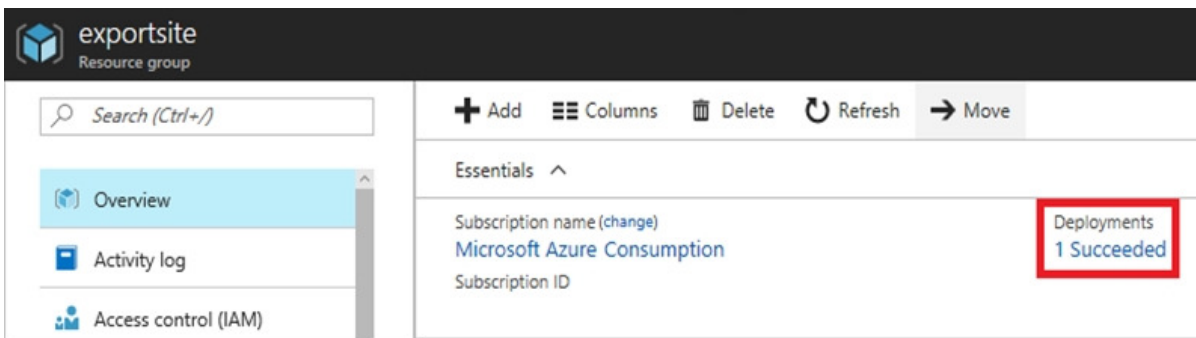 exportsite
Resource group
Search (Ctrl+/)
Add Columns Delete Refresh Move
Overview
Activity log
Access control (IAM)
Essentials
Subscription name (change)
Microsoft Azure Consumption
Subscription ID
Deployments
1 Succeeded